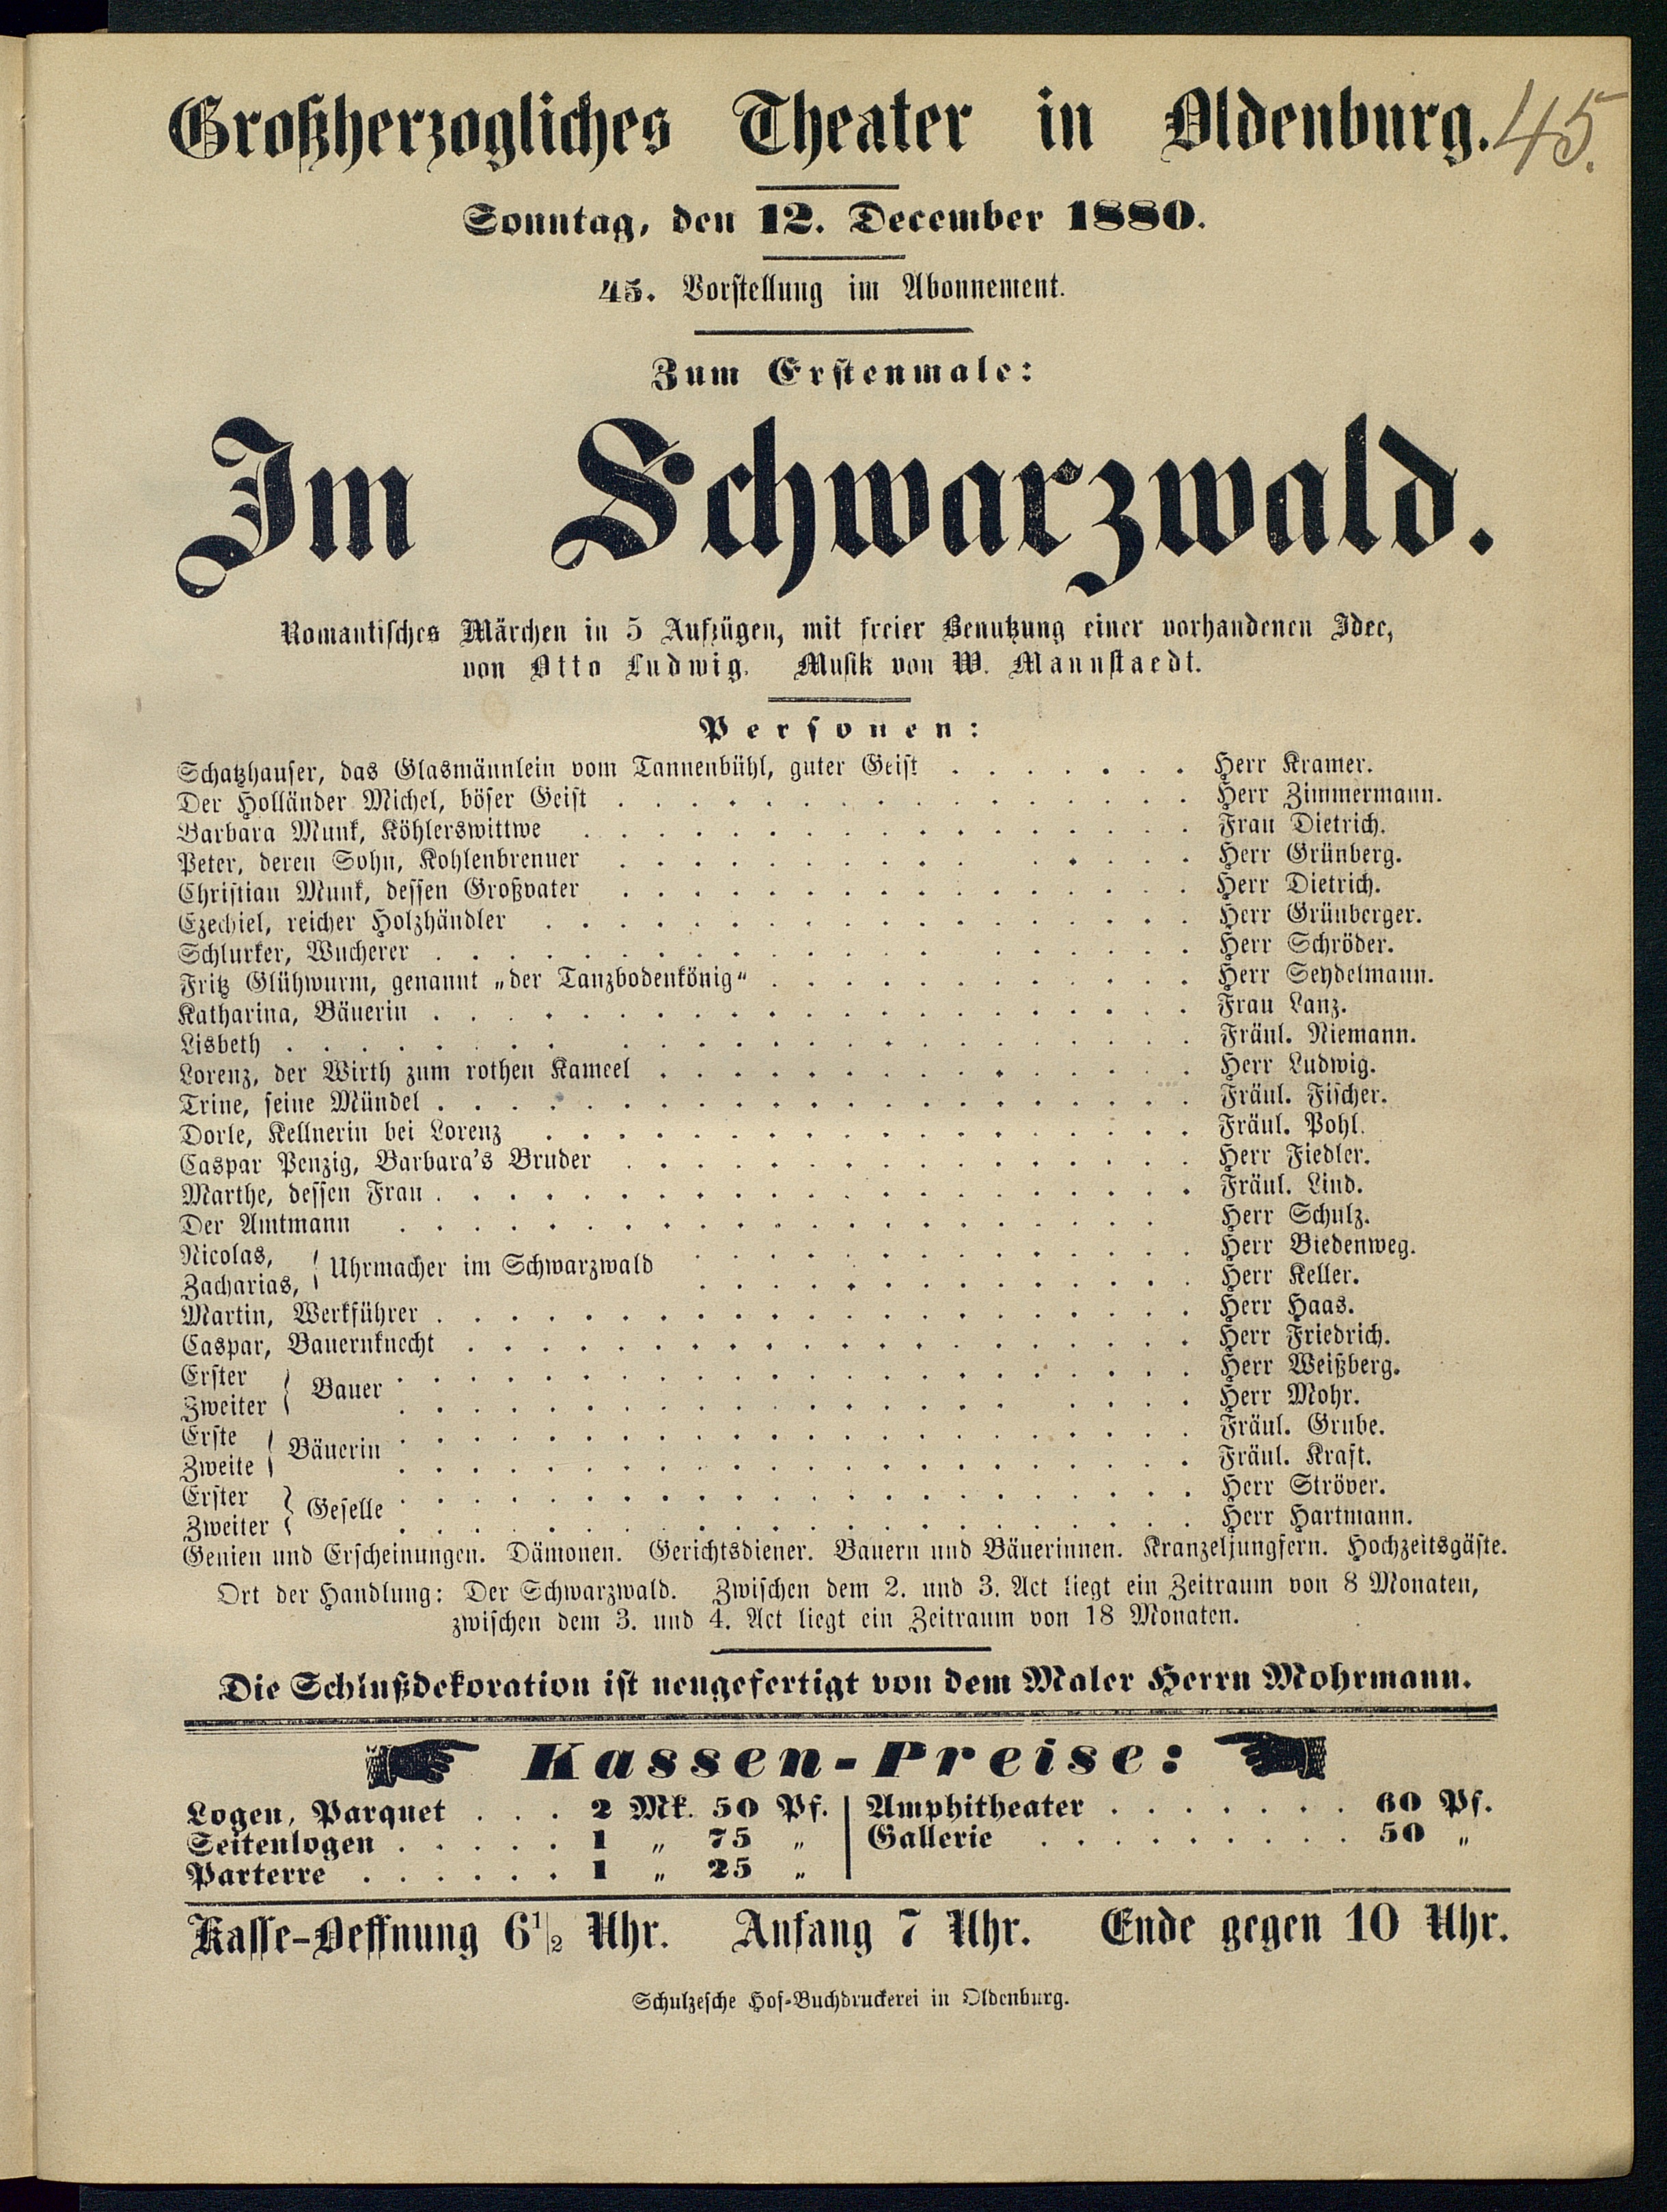 Großherzogliches Theater in Oldenburg. 45.
Sonntag, den 12. December 1880.
45. Vorstellung im Abonnement.
Zum Erstenmale:
Im Schwarzwald.
Romantisches Märchen in 5 Aufzügen, mit freier Benutzung einer vorhandenen Idee,
von Otto Ludwig. Musik von W. Mannstaedt.
Personen:
Schatzhauser, das Glasmännlein vom Tannenbühl, guter Geist . . . . . . . Herr Kramer.
Der Holländer Michel, böser Geist . . . . . . . . . . . . . . . . Herr Zimmermann.
Barbara Munk, Köhlerswittwe . . . . . . . . . . . . . . . . . Frau Dietrich.
Peter, deren Sohn, Kohlenbrenner . . . . . . . . . . . . . . . Herr Grünberg.
Christian Munk, dessen Großvater . . . . . . . . . . . . . . . . Herr Dietrich.
Ezechiel, reicher Holzhändler . . . . . . . . . . . . . . . . . . Herr Grünberger.
Schlurker, Wucherer . . . . . . . . . . . . . . . . . . . . Herr Schröder.
Fritz Glühwurm, genannt „der Tanzbodenkönig“ . . . . . . . . . . . . Herr Seydelmann.
Katharina, Bäuerin . . . . . . . . . . . . . . . . . . . . . Frau Lanz.
Lisbeth . . . . . . . . . . . . . . . . . . . . . . . . Fräul. Niemann.
Lorenz, der Wirth zum rothen Kameel . . . . . . . . . . . . . . . Herr Ludwig.
Trine, seine Mündel . . . . . . . . . . . . . . . . . . . . . Fräul. Fischer.
Dorle, Kellnerin bei Lorenz . . . . . . . . . . . . . . . . . . Fräul. Pohl.
Caspar Penzig, Barbara's Bruder . . . . . . . . . . . . . . . . Herr Fiedler.
Marthe, dessen Frau . . . . . . . . . . . . . . . . . . . . . Fräul. Lind.
Der Amtmann . . . . . . . . . . . . . . . . . . . . . Herr Schulz.
Nicolas, . . . . . . . . . . . . . . Herr Biedenweg.
Uhrmacher im Schwarzwald
Zacharias, . . . . . . . . . . . . . . Herr Keller.
Martin, Werkführer . . . . . . . . . . . . . . . . . . . . . Herr Haas.
Caspar, Bauernknecht . . . . . . . . . . . . . . . . . . . . Herr Friedrich.
Erster . . . . . . . . . . . . . . . . . . . . . . Herr Weißberg.
Bauer
Zweiter . . . . . . . . . . . . . . . . . . . . . Herr Mohr.
Erste . . . . . . . . . . . . . . . . . . . . . . Fräul. Grube.
Bäuerin
Zweite . . . . . . . . . . . . . . . . . . . . . . Fräul. Kraft.
Erster . . . . . . . . . . . . . . . . . . . . . . Herr Ströver.
Geselle
Zweiter . . . . . . . . . . . . . . . . . . . . . . Herr Hartmann.
Genien und Erscheinungen. Dämonen. Gerichtsdiener. Bauern und Bäuerinnen. Kranzeljungfern. Hochzeitsgäste.
Ort der Handlung: Der Schwarzwald. Zwischen dem 2. und 3. Act liegt ein Zeitraum von 8 Monaten,
zwischen dem 3. und 4. Act liegt ein Zeitraum von 18 Monaten.
Die Schlußdekoration ist neugefertigt von dem Maler Herrn Mohrmann.
Kassen-Preise:
Logen, Parquet . . . 2 Mk. 50 Pf. | Amphitheater . . . . . . . 60 Pf.
Seitenlogen . . . . . 1 „ 75 „ | Gallerie . . . . . . . . . 50 „
Parterre . . . . . . 1 „ 25 „
Kasse-Oeffnung 6 1/2 Uhr. Anfang 7 Uhr. Ende gegen 10 Uhr.
Schulzesche Hof-Buchdruckerei in Oldenburg.